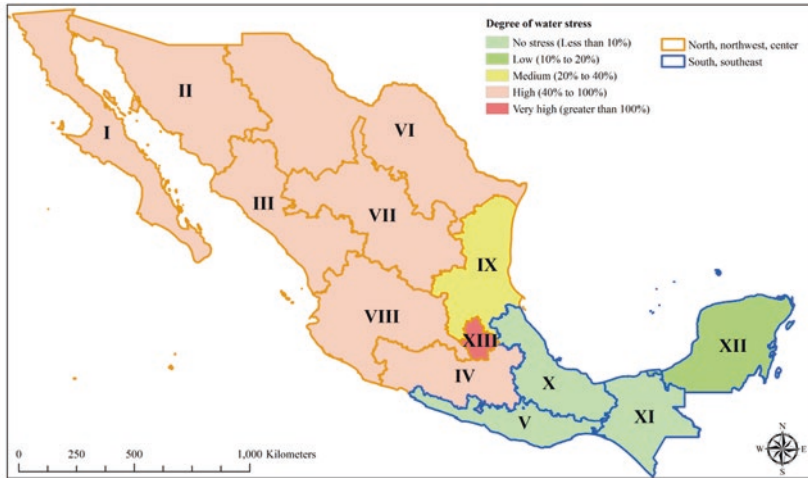 Degree of water stress
No stress (Less than 10%)
Low (10% to 20%)
Medium (20% to 40%)
High (40% to 100%)
Very high (greater than 100%)
North, northwest, center
South, southeast
I
II
III
VI
VII
IX
VIII
XIII
IV
X
V
XI
XII
0 250 500 1,000 Kilometers
N
W E
S